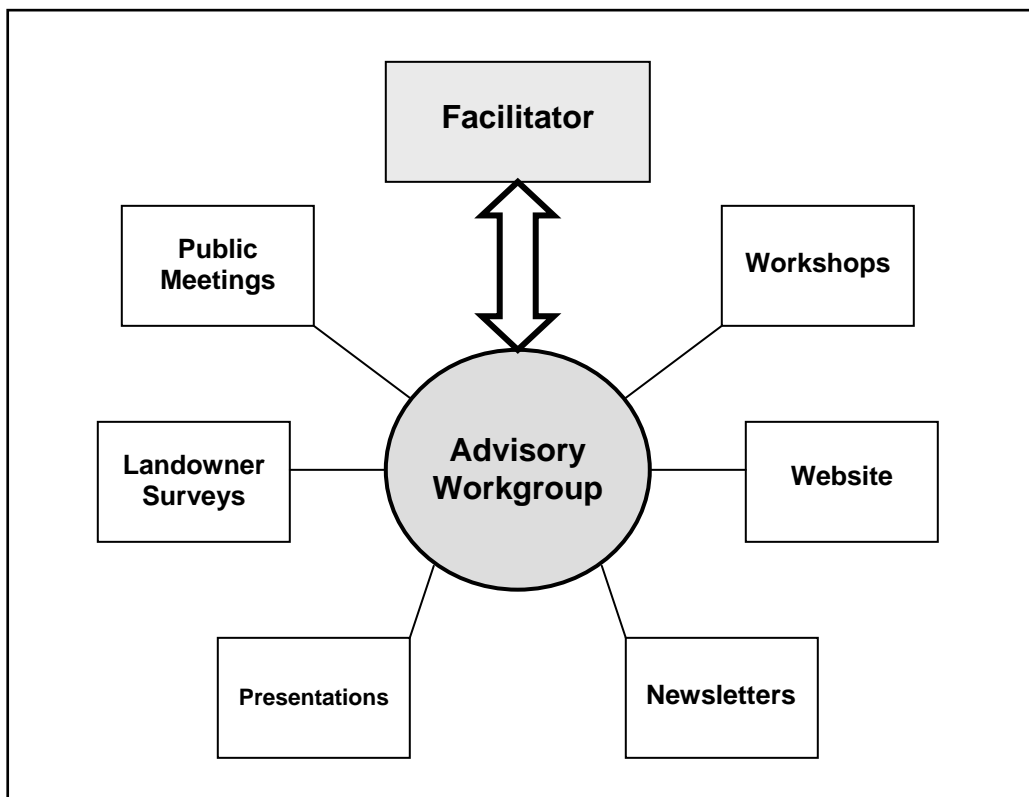 Facilitator
Public
Meetings
Workshops
Advisory
Workgroup
Landowner
Surveys
Website
Presentations
Newsletters